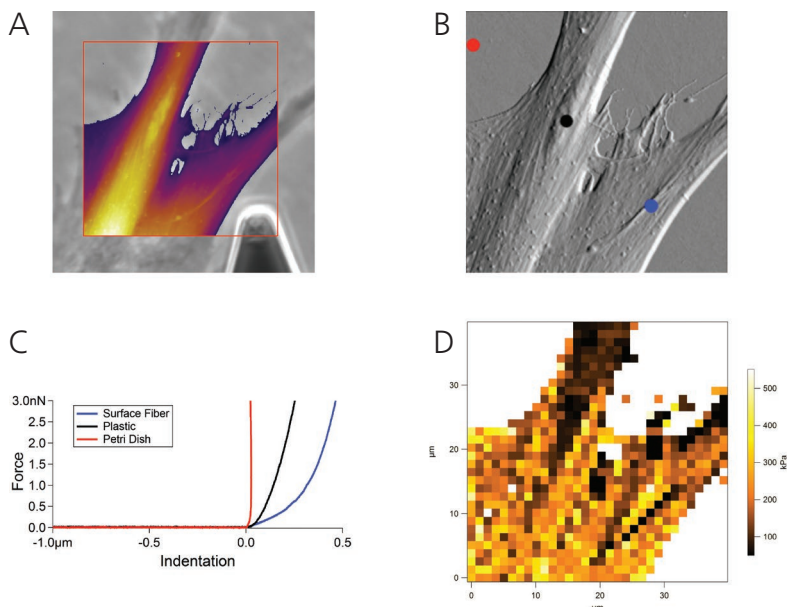 A
B
C
3.0nN
2.5
2.0
1.5
1.0
0.5
0.0
Force
Surface Fiber
Plastic
Petri Dish
-1.0µm
-0.5
0.0
0.5
Indentation
D
30
20
10
0
µm
0
10
20
30
µm
500
400
300
200
100
kPa